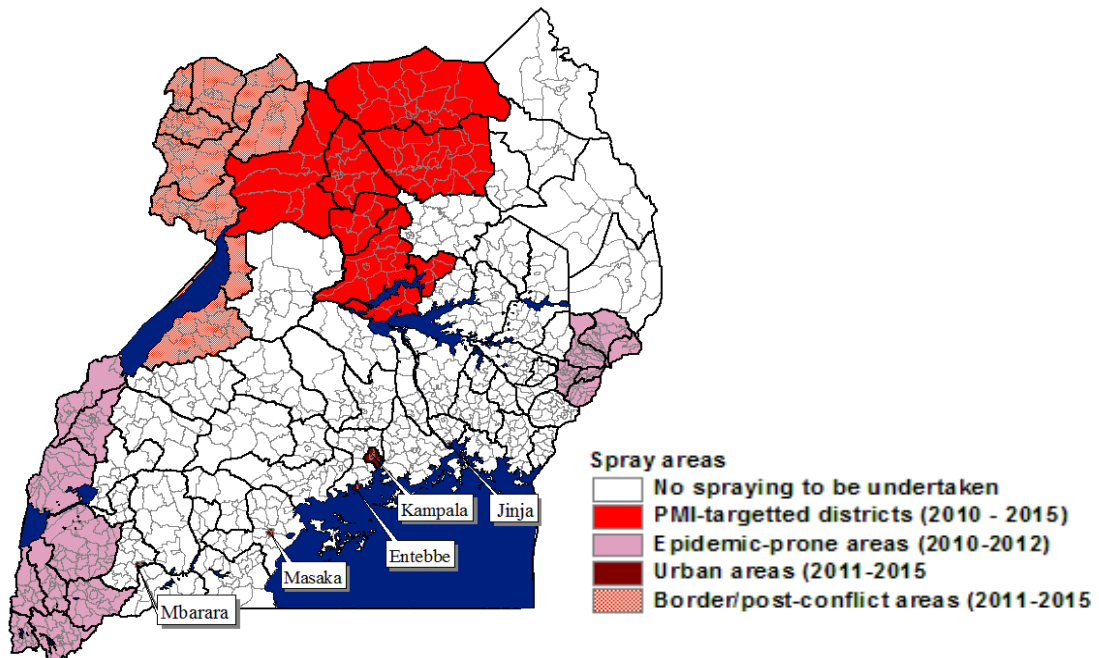 Kampala
Jinja
Entebbe
Masaka
Mbarara
Spray areas
No spraying to be undertaken
PMI-targetted districts (2010 - 2015)
Epidemic-prone areas (2010-2012)
Urban areas (2011-2015
Border/post-conflict areas (2011-2015